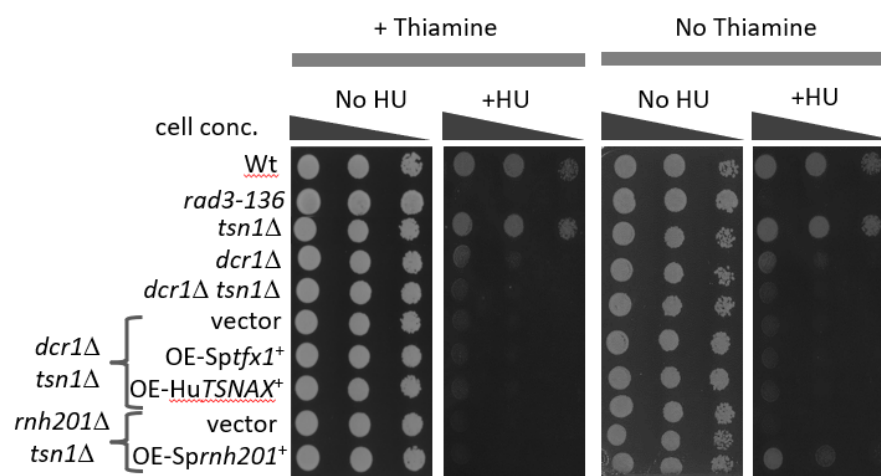 + Thiamine No Thiamine
No HU +HU No HU +HU
cell conc.
Wt
rad3-136
tsn1Δ
dcr1Δ
dcr1Δ tsn1Δ
vector
dcr1Δ OE-Sptfx1⁺
tsn1Δ OE-HuTSNAX⁺
rnh201Δ vector
tsn1Δ OE-Sprnh201⁺